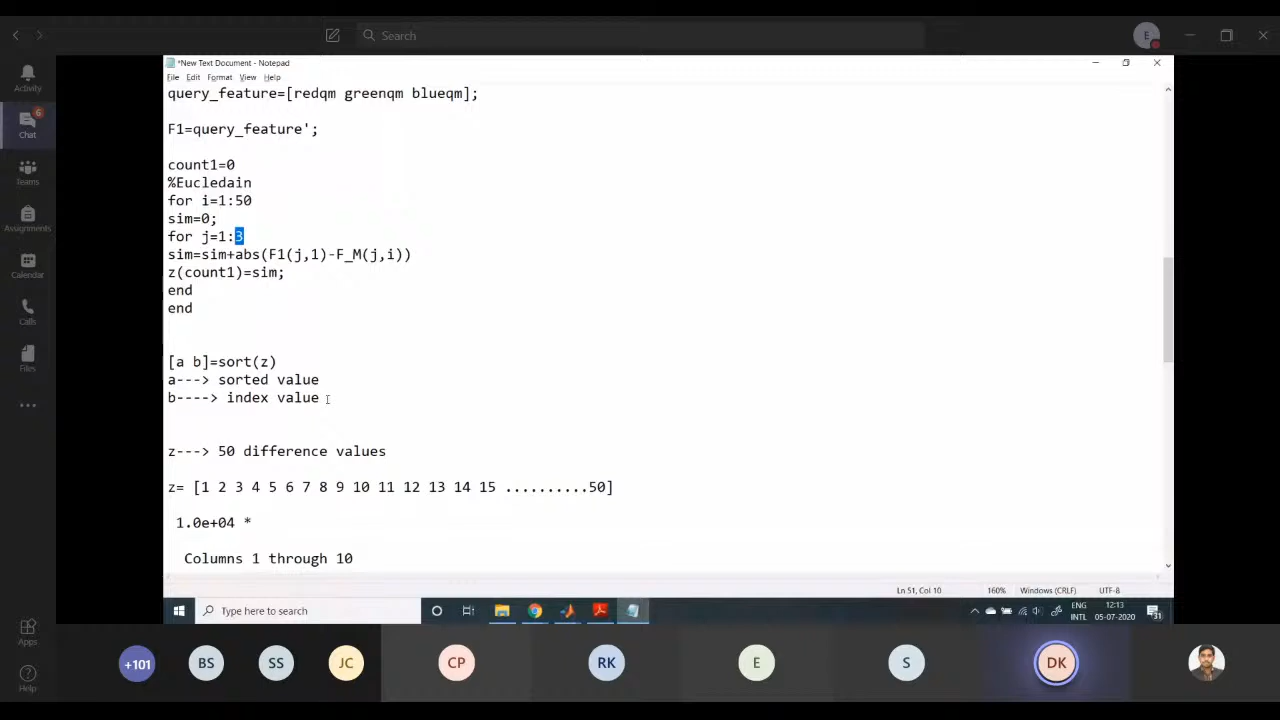 Search
E
*New Text Document - Notepad
File Edit Format View Help
Activity
6
Chat
Teams
Assignments
Calendar
Calls
Files
Apps
Help
query_feature=[redqm greenqm blueqm];
F1=query_feature';
count1=0
%Eucledain
for i=1:50
sim=0;
for j=1:3
sim=sim+abs(F1(j,1)-F_M(j,i))
z(count1)=sim;
end
end
[a b]=sort(z)
a---> sorted value
b----> index value
z---> 50 difference values
z= [1 2 3 4 5 6 7 8 9 10 11 12 13 14 15 ..........50]
1.0e+04 *
Columns 1 through 10
Ln 51, Col 10 160% Windows (CRLF) UTF-8
Type here to search
ENG
INTL
12:13
05-07-2020
31
+101 BS SS JC CP RK E S DK